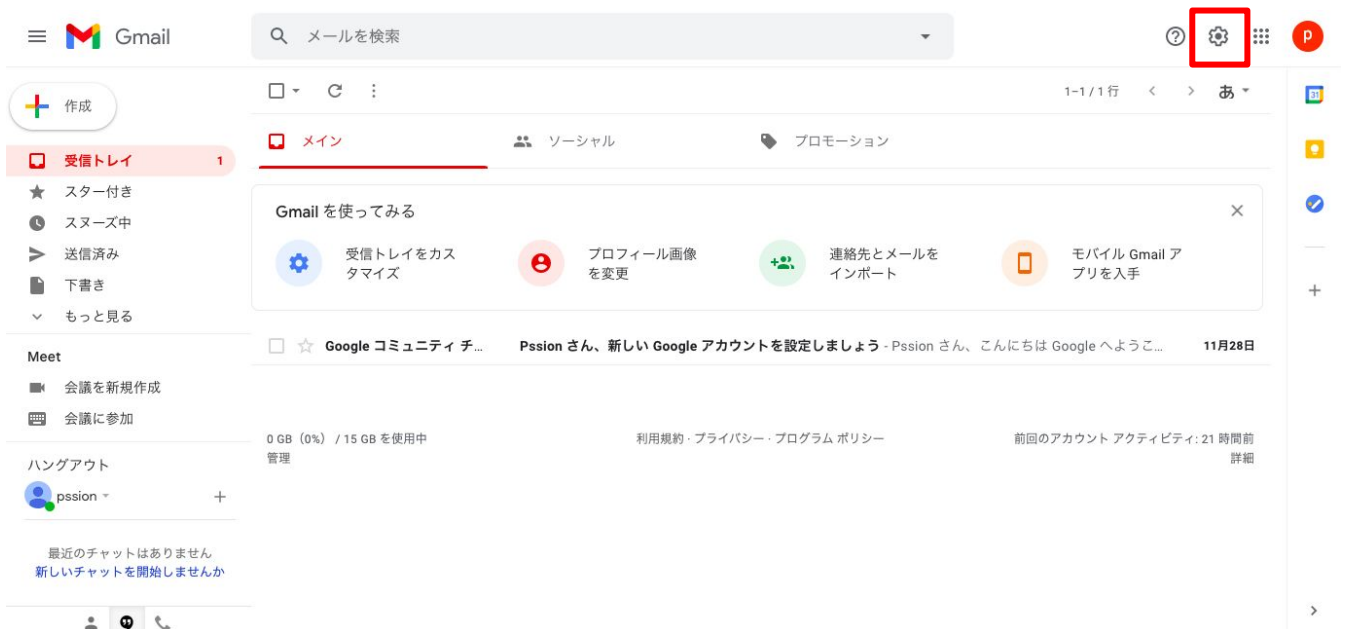 Gmail
メールを検索
p
作成
1–1 / 1 行
あ
31
メイン
ソーシャル
プロモーション
受信トレイ 1
スター付き
スヌーズ中
送信済み
下書き
もっと見る
Gmail を使ってみる
受信トレイをカス
タマイズ
プロフィール画像
を変更
連絡先とメールを
インポート
モバイル Gmail ア
プリを入手
Google コミュニティ チ... Pssion さん、新しい Google アカウントを設定しましょう - Pssion さん、こんにちは Google へようこ... 11月28日
Meet
会議を新規作成
会議に参加
0 GB（0%）/ 15 GB を使用中
管理
利用規約 · プライバシー · プログラム ポリシー
前回のアカウント アクティビティ: 21 時間前
詳細
ハングアウト
pssion
最近のチャットはありません
新しいチャットを開始しませんか